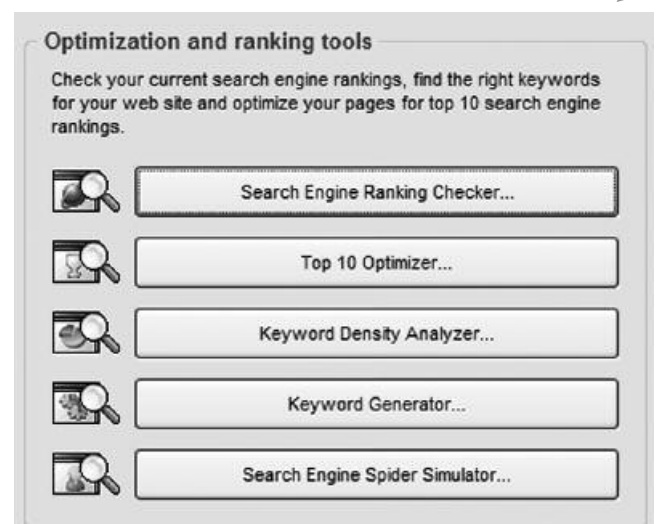 Optimization and ranking tools
Check your current search engine rankings, find the right keywords
for your web site and optimize your pages for top 10 search engine
rankings.
Search Engine Ranking Checker...
Top 10 Optimizer...
Keyword Density Analyzer...
Keyword Generator...
Search Engine Spider Simulator...